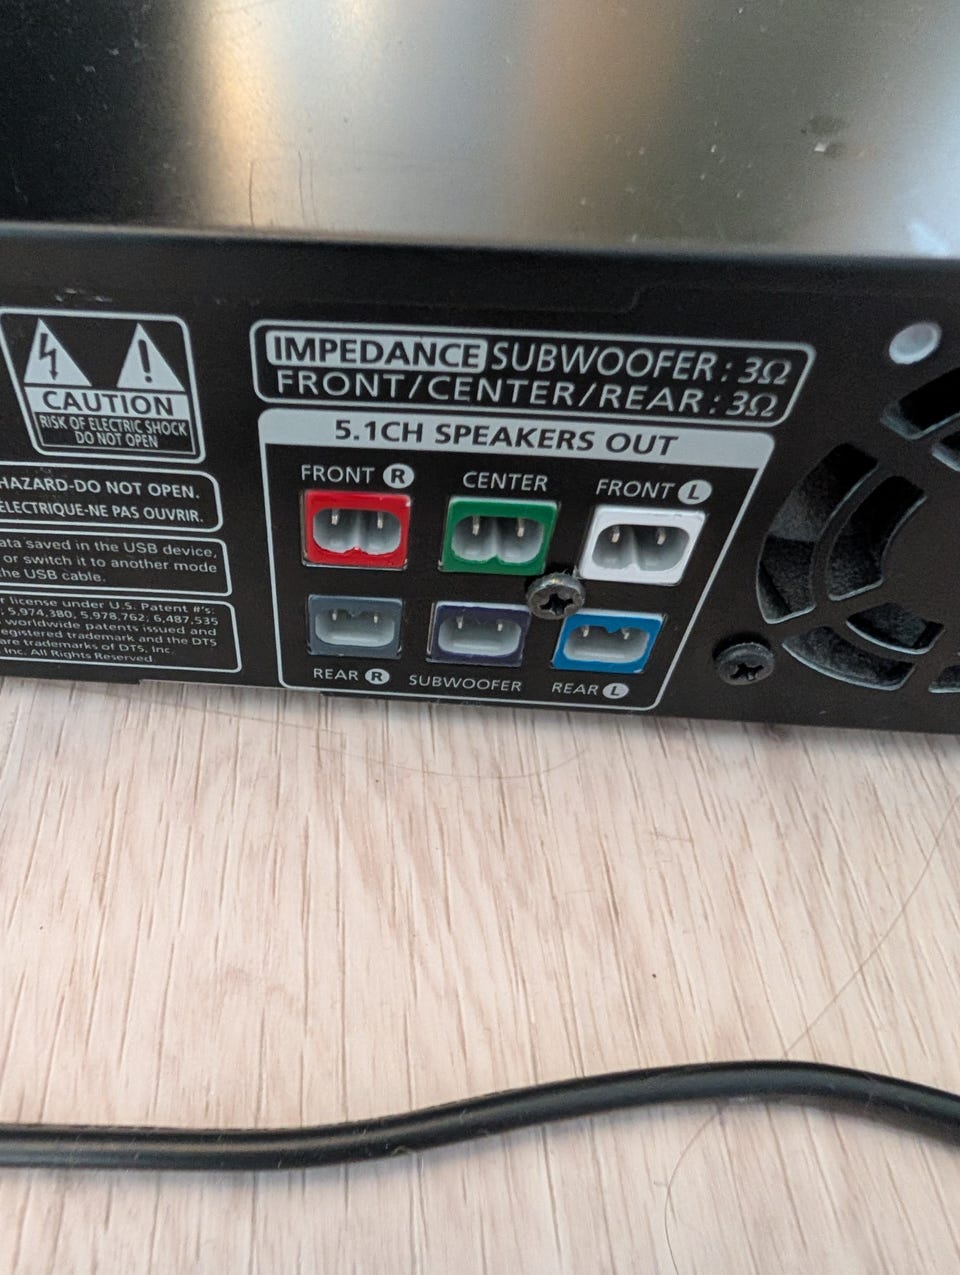 CAUTION
RISK OF ELECTRIC SHOCK
DO NOT OPEN
HAZARD-DO NOT OPEN.
ÉLECTRIQUE-NE PAS OUVRIR.
ata saved in the USB device,
or switch it to another mode
the USB cable.
r license under U.S. Patent #'s:
5,974,380, 5,978,762, 6,487,535
worldwide patents issued and
egistered trademark and the DTS
are trademarks of DTS, Inc.
Inc. All Rights Reserved
IMPEDANCE SUBWOOFER : 3Ω
FRONT/CENTER/REAR : 3Ω
5.1CH SPEAKERS OUT
FRONT R
CENTER
FRONT L
REAR R
SUBWOOFER
REAR L